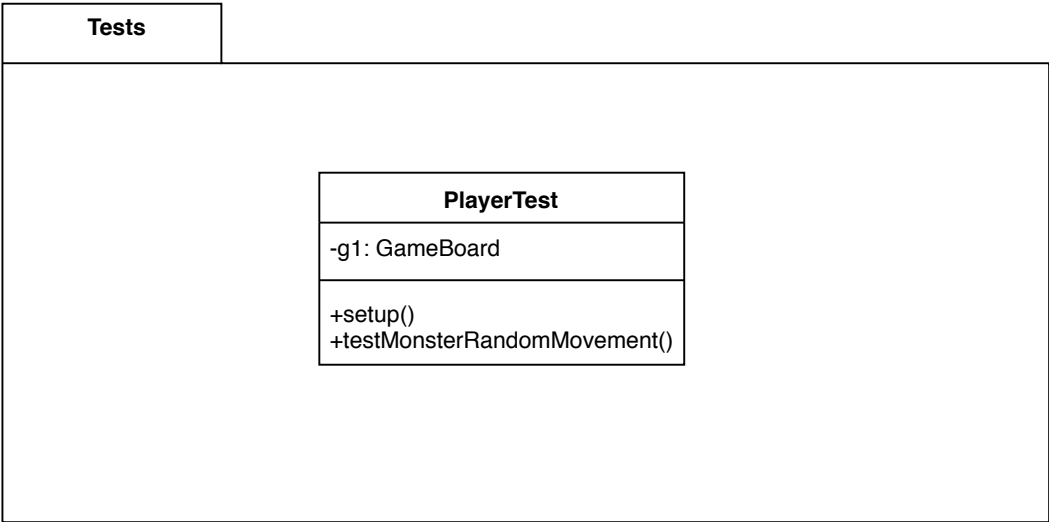 Tests
PlayerTest
-g1: GameBoard
+setup()
+testMonsterRandomMovement()